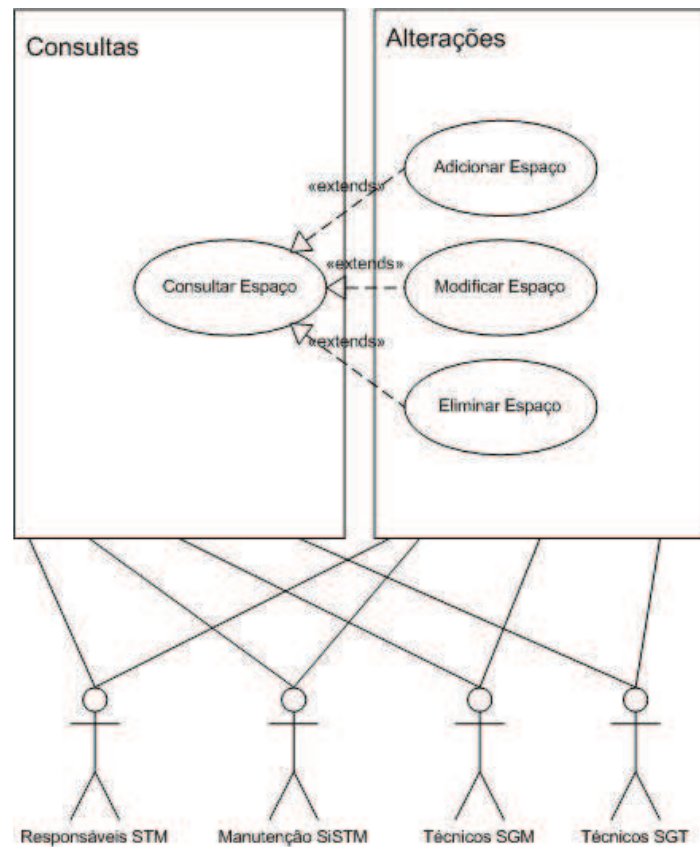 Consultas
Alterações
Adicionar Espaço
«extends»
Consultar Espaço
«extends»
Modificar Espaço
«extends»
Eliminar Espaço
Responsáveis STM
Manutenção SiSTM
Técnicos SGM
Técnicos SGT